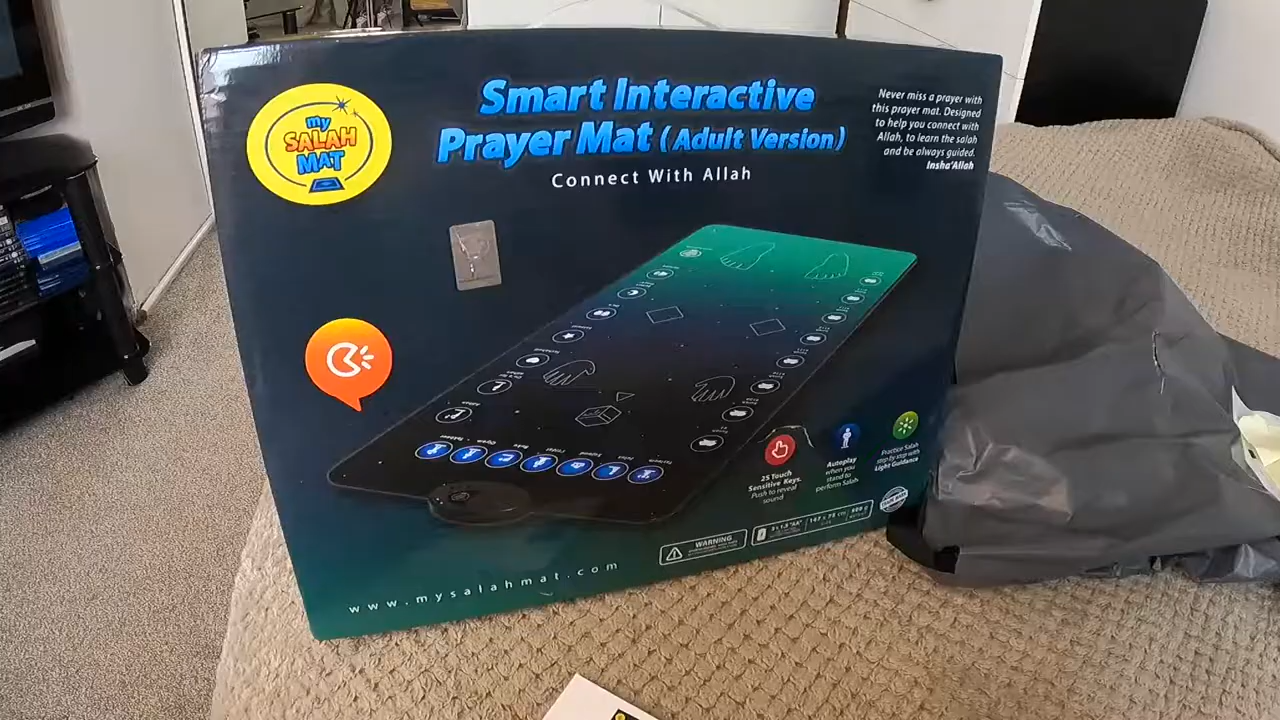 my
SALAH
MAT
Smart Interactive
Prayer Mat (Adult Version)
Connect With Allah
Never miss a prayer with
this prayer mat. Designed
to help you connect with
Allah, to learn the salah
and be always guided.
Insha'Allah
25 Touch
Sensitive Keys.
Push to reveal
sound
Autoplay
when you
stand to
perform Salah
Practice Salah
step by step with
Light Guidance
WARNING
www.mysalahmat.com